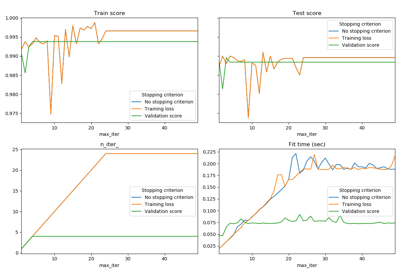 Train score
Test score
1.000
0.995
0.990
0.985
0.980
0.975
Stopping criterion
No stopping criterion
Training loss
Validation score
Stopping criterion
No stopping criterion
Training loss
Validation score
10 20 30 40
max_iter
10 20 30 40
max_iter
n_iter_
Fit time (sec)
25
20
15
10
5
0
Stopping criterion
No stopping criterion
Training loss
Validation score
0.225
0.200
0.175
0.150
0.125
0.100
0.075
0.050
0.025
Stopping criterion
No stopping criterion
Training loss
Validation score
10 20 30 40
max_iter
10 20 30 40
max_iter